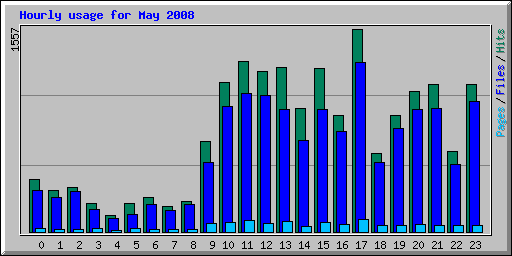 Hourly usage for May 2008
1557
Pages / Files / Hits
0 1 2 3 4 5 6 7 8 9 10 11 12 13 14 15 16 17 18 19 20 21 22 23